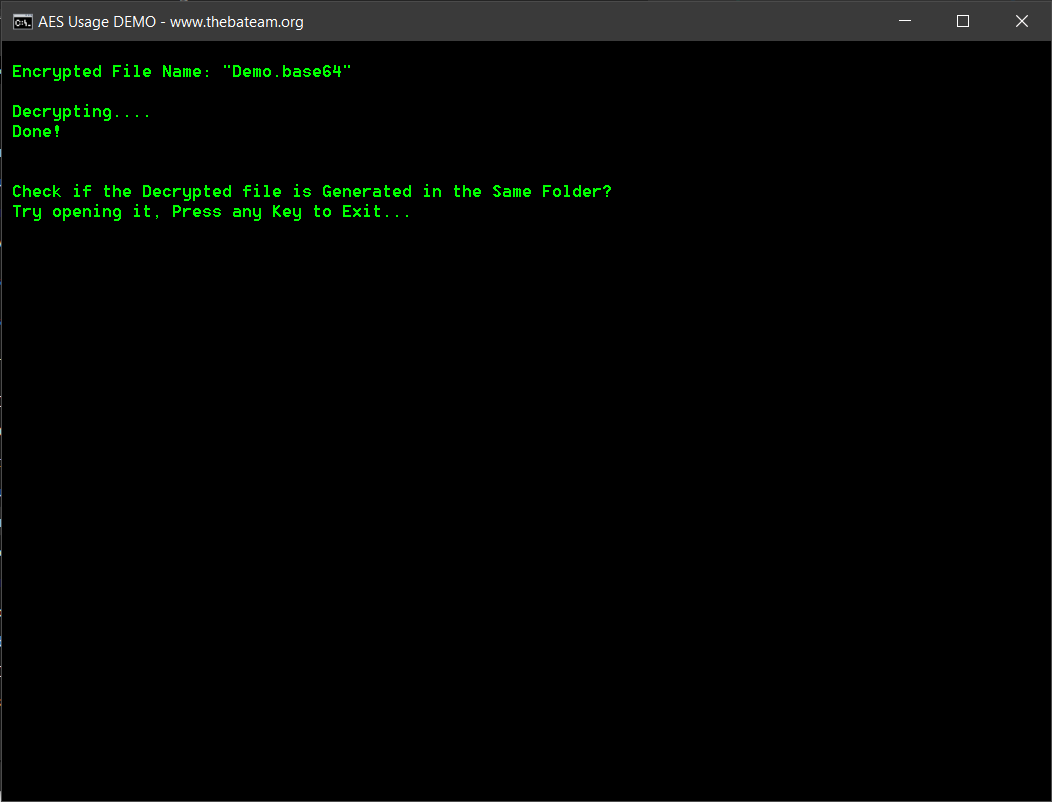 AES Usage DEMO - www.thebateam.org
Encrypted File Name: "Demo.base64"
Decrypting....
Done!
Check if the Decrypted file is Generated in the Same Folder?
Try opening it, Press any Key to Exit...